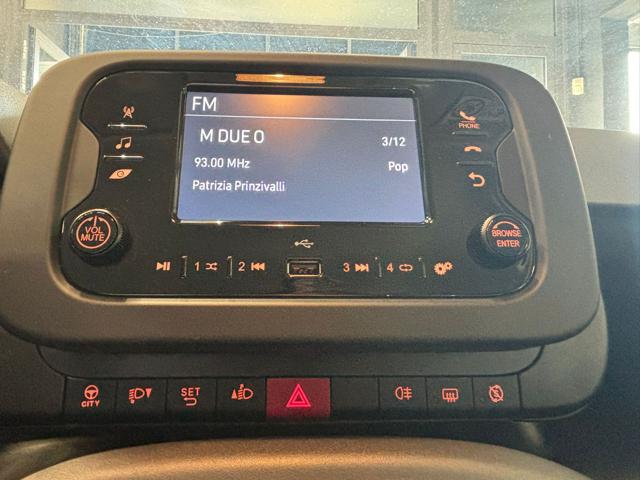 FM
M DUE O
3/12
93.00 MHz
Pop
Patrizia Prinzivalli
PHONE
VOL
MUTE
BROWSE
ENTER
1
2
3
4
CITY
SET